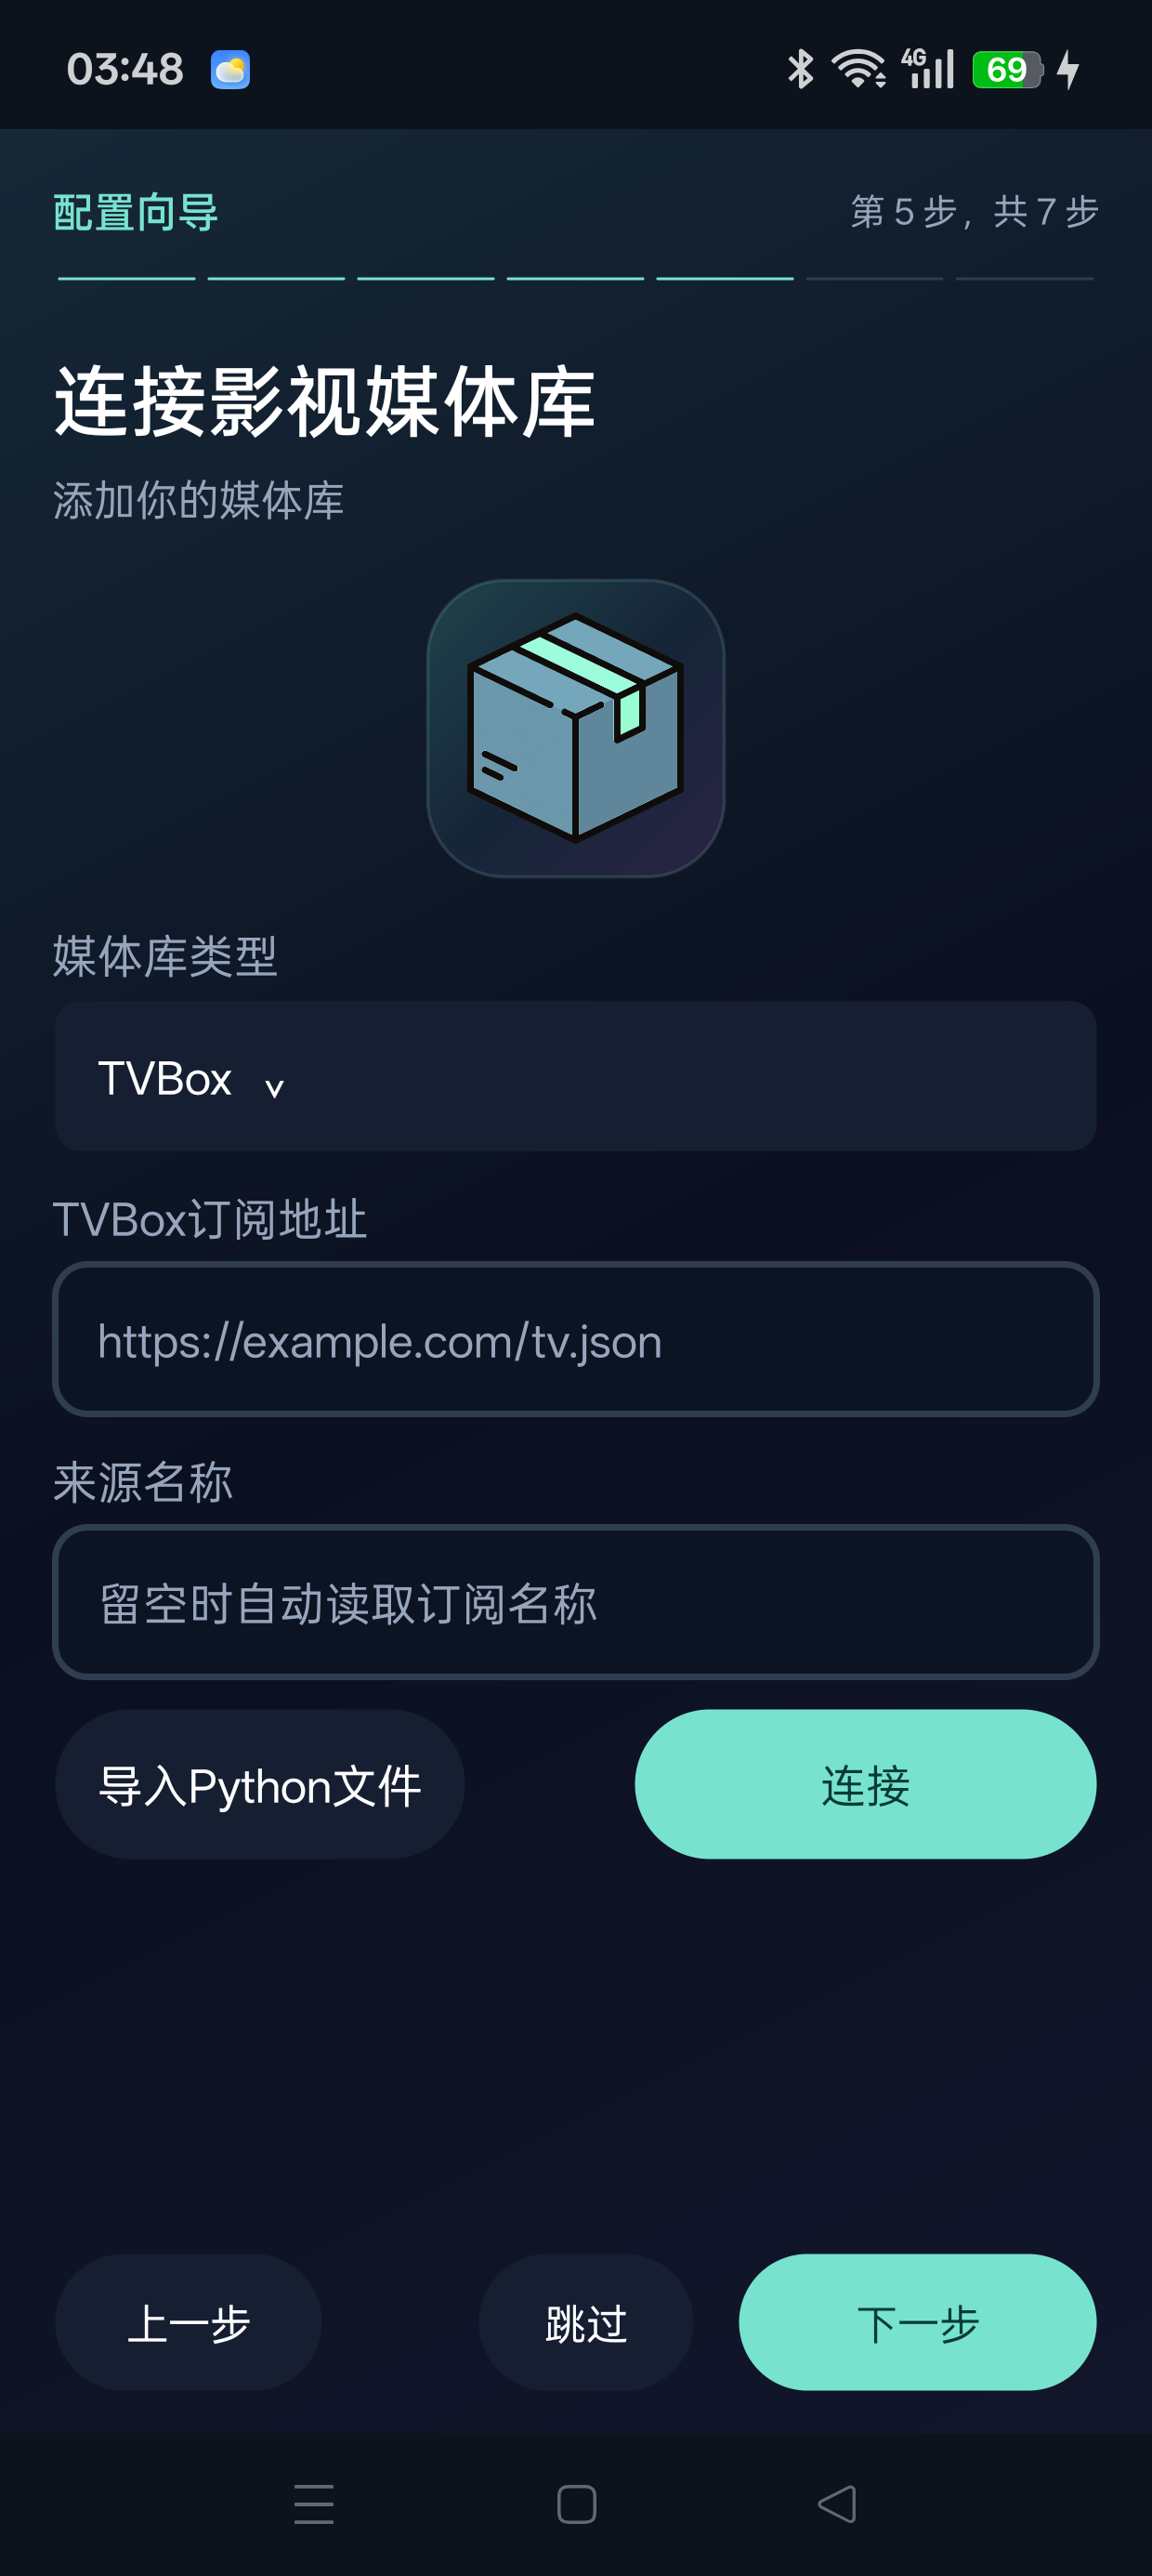 03:48
4G
69
配置向导
第 5 步，共 7 步
连接影视媒体库
添加你的媒体库
媒体库类型
TVBox
TVBox订阅地址
https://example.com/tv.json
来源名称
留空时自动读取订阅名称
导入Python文件
连接
上一步
跳过
下一步